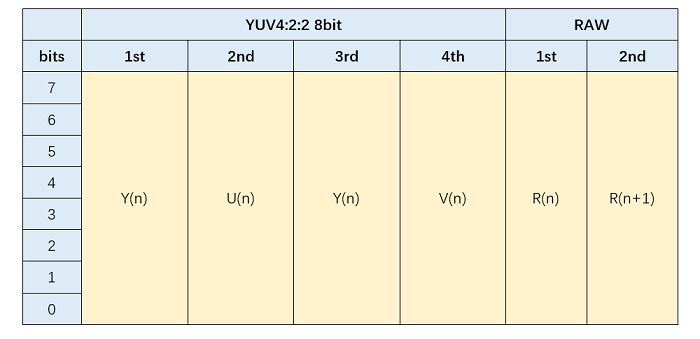 YUV4:2:2 8bit RAW
bits 1st 2nd 3rd 4th 1st 2nd
7
6
5
4
Y(n) U(n) Y(n) V(n) R(n) R(n+1)
3
2
1
0